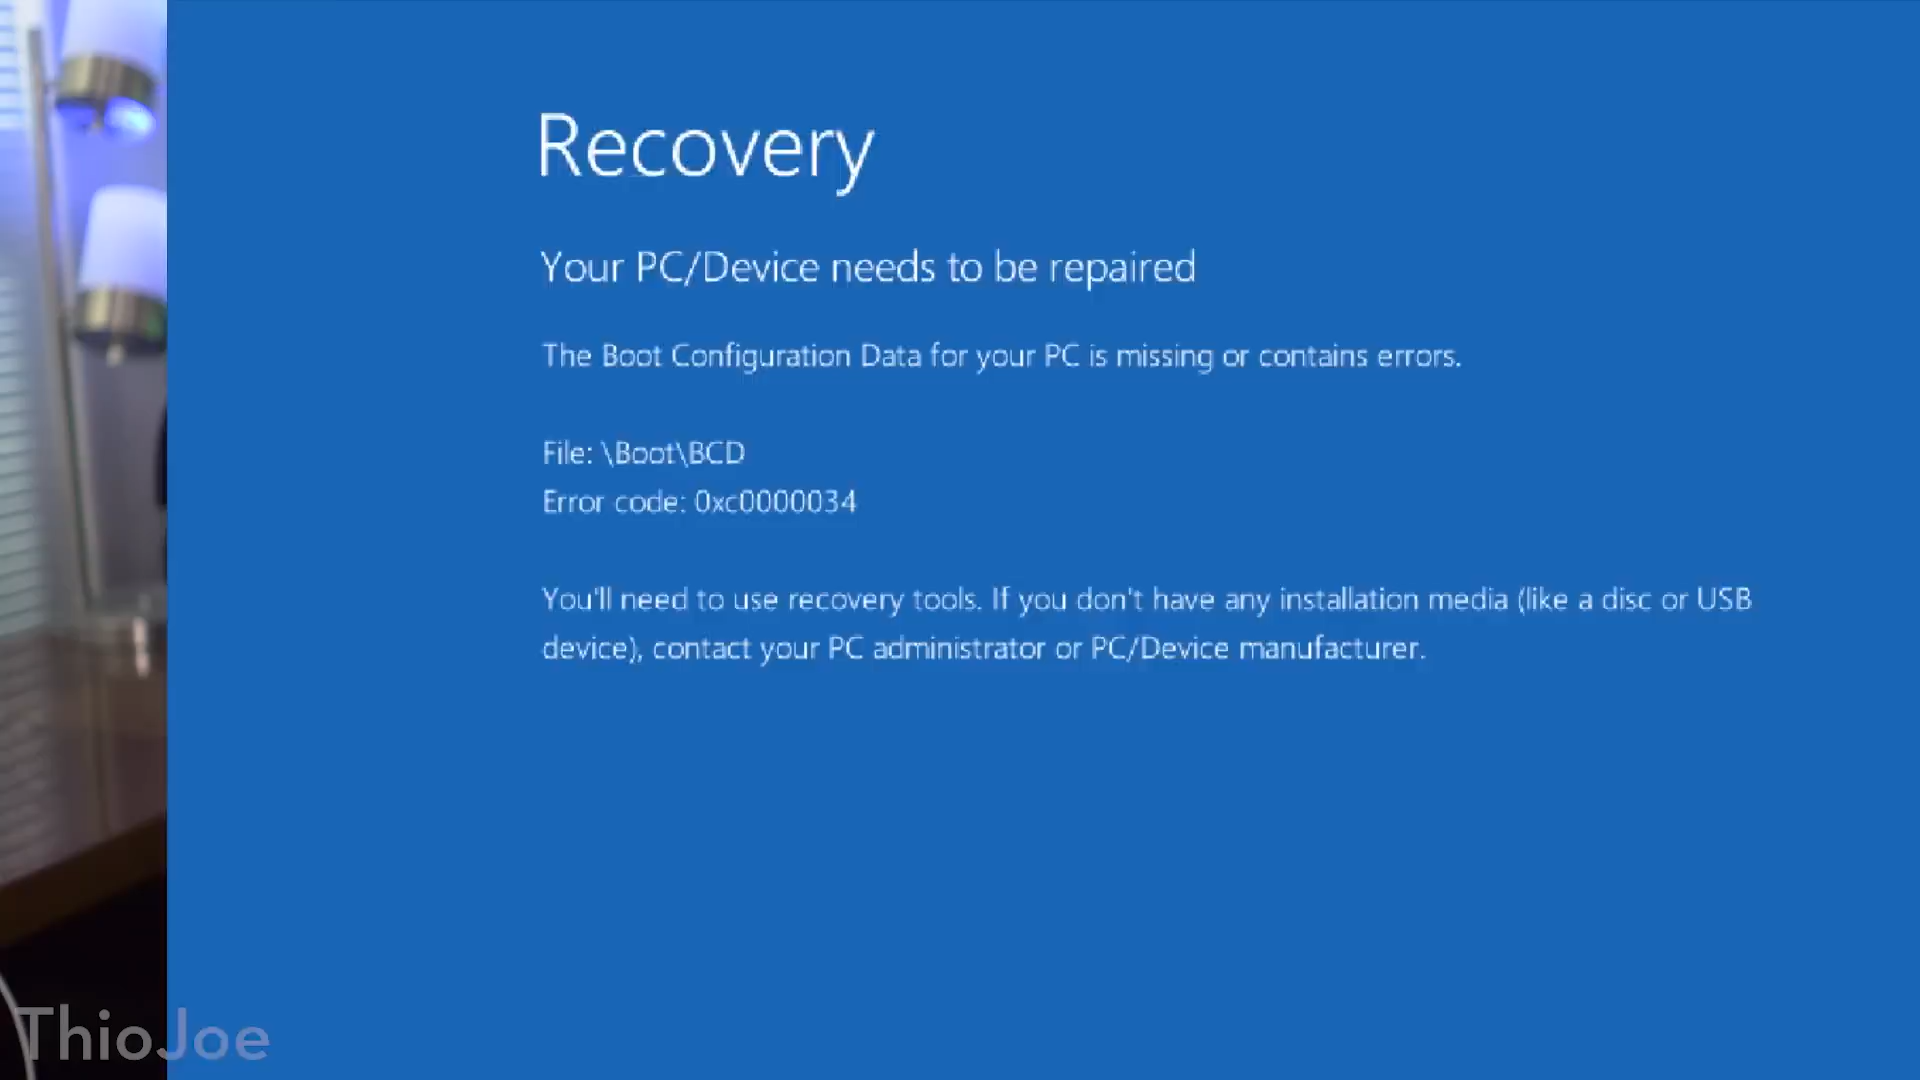 Recovery
Your PC/Device needs to be repaired
The Boot Configuration Data for your PC is missing or contains errors.
File: \Boot\BCD
Error code: 0xc0000034
You'll need to use recovery tools. If you don't have any installation media (like a disc or USB
device), contact your PC administrator or PC/Device manufacturer.
ThioJoe